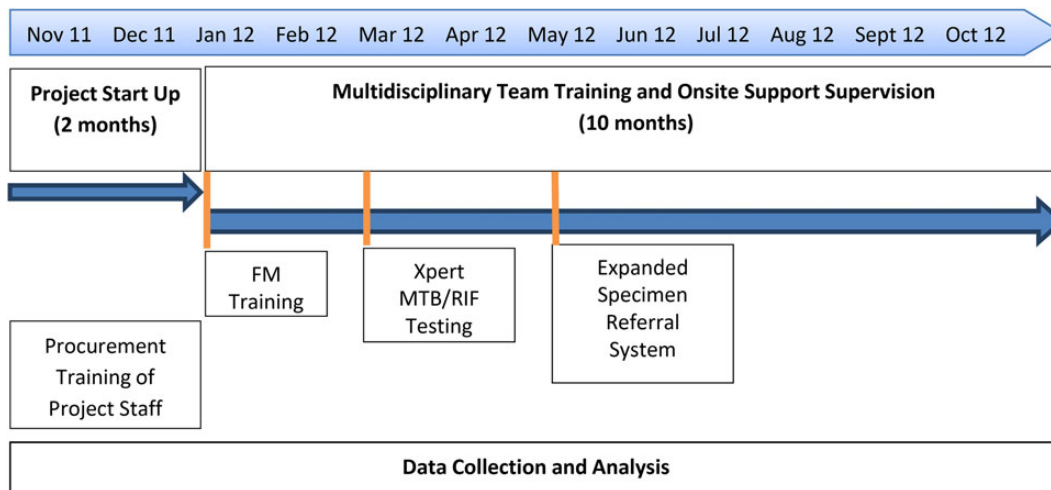 Nov 11 Dec 11 Jan 12 Feb 12 Mar 12 Apr 12 May 12 Jun 12 Jul 12 Aug 12 Sept 12 Oct 12
Project Start Up
(2 months)
Multidisciplinary Team Training and Onsite Support Supervision
(10 months)
FM
Training
Xpert
MTB/RIF
Testing
Expanded
Specimen
Referral
System
Procurement
Training of
Project Staff
Data Collection and Analysis